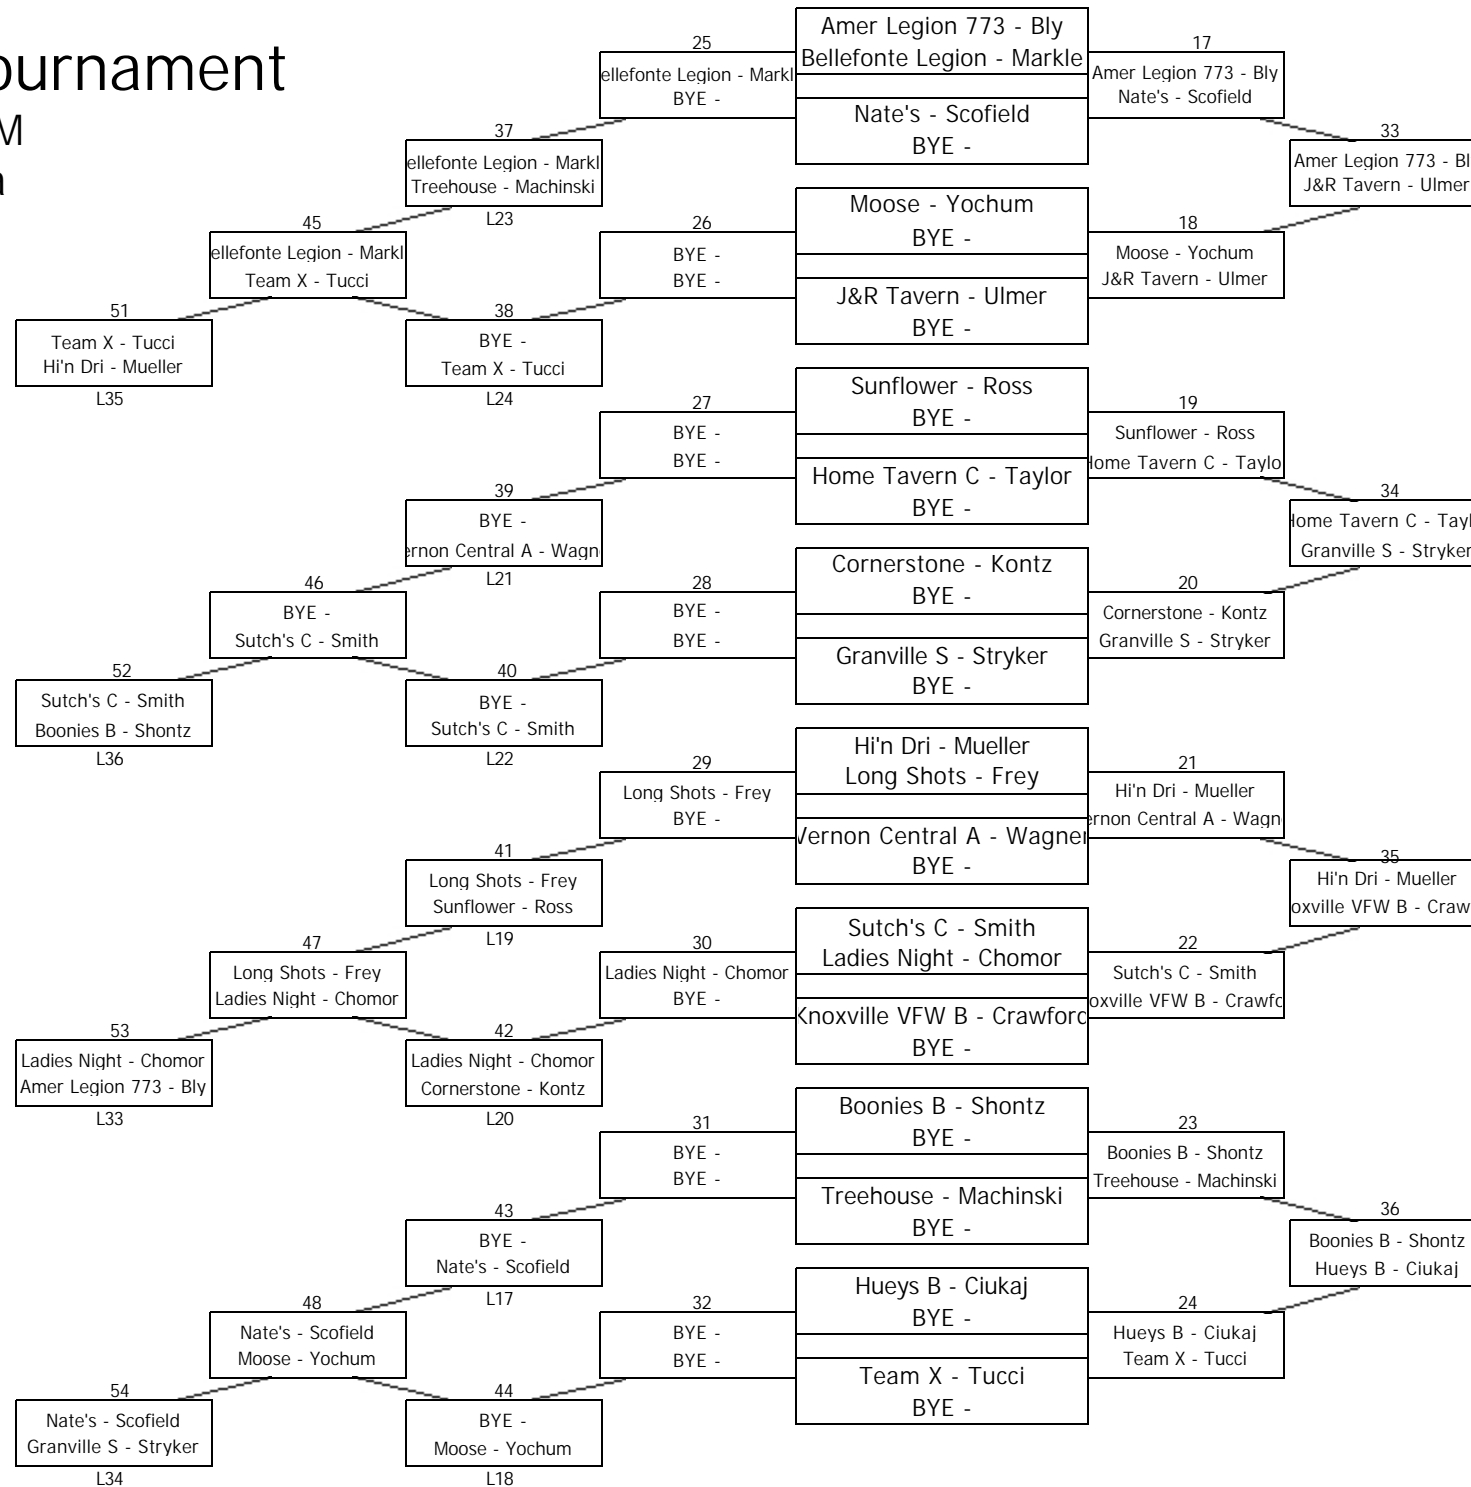 ournament
M
a
51
Team X - Tucci
Hi'n Dri - Mueller
L35
52
Sutch's C - Smith
Boonies B - Shontz
L36
53
Ladies Night - Chomor
Amer Legion 773 - Bly
L33
54
Nate's - Scofield
Granville S - Stryker
L34
45
ellefonte Legion - Markl
Team X - Tucci
46
BYE -
Sutch's C - Smith
47
Long Shots - Frey
Ladies Night - Chomor
48
Nate's - Scofield
Moose - Yochum
37
ellefonte Legion - Markl
Treehouse - Machinski
L23
38
BYE -
Team X - Tucci
L24
39
BYE -
ernon Central A - Wagn
L21
40
BYE -
Sutch's C - Smith
L22
41
Long Shots - Frey
Sunflower - Ross
L19
42
Ladies Night - Chomor
Cornerstone - Kontz
L20
43
BYE -
Nate's - Scofield
L17
44
BYE -
Moose - Yochum
L18
25
ellefonte Legion - Markl
BYE -
26
BYE -
BYE -
27
BYE -
BYE -
28
BYE -
BYE -
29
Long Shots - Frey
BYE -
30
Ladies Night - Chomor
BYE -
31
BYE -
BYE -
32
BYE -
BYE -
Amer Legion 773 - Bly
Bellefonte Legion - Markle
Nate's - Scofield
BYE -
Moose - Yochum
BYE -
J&R Tavern - Ulmer
BYE -
Sunflower - Ross
BYE -
Home Tavern C - Taylor
BYE -
Cornerstone - Kontz
BYE -
Granville S - Stryker
BYE -
Hi'n Dri - Mueller
Long Shots - Frey
Vernon Central A - Wagner
BYE -
Sutch's C - Smith
Ladies Night - Chomor
Knoxville VFW B - Crawford
BYE -
Boonies B - Shontz
BYE -
Treehouse - Machinski
BYE -
Hueys B - Ciukaj
BYE -
Team X - Tucci
BYE -
17
Amer Legion 773 - Bly
Nate's - Scofield
18
Moose - Yochum
J&R Tavern - Ulmer
19
Sunflower - Ross
Home Tavern C - Taylo
20
Cornerstone - Kontz
Granville S - Stryker
21
Hi'n Dri - Mueller
ernon Central A - Wagn
22
Sutch's C - Smith
oxville VFW B - Crawfo
23
Boonies B - Shontz
Treehouse - Machinski
24
Hueys B - Ciukaj
Team X - Tucci
33
Amer Legion 773 - Bl
J&R Tavern - Ulmer
34
Home Tavern C - Tayl
Granville S - Stryker
35
Hi'n Dri - Mueller
oxville VFW B - Craw
36
Boonies B - Shontz
Hueys B - Ciukaj